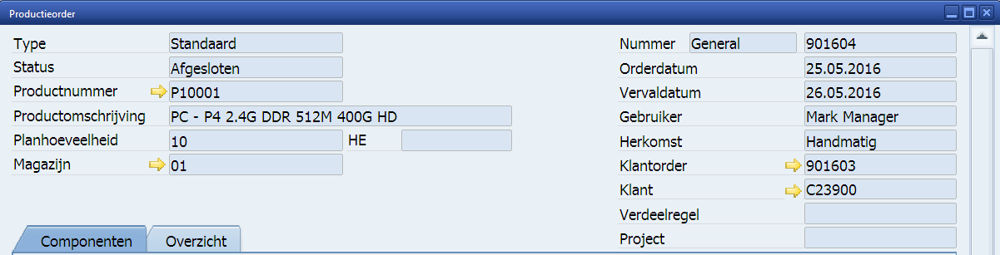 Productieorder
Type Standaard
Status Afgesloten
Productnummer P10001
Productomschrijving PC - P4 2.4G DDR 512M 400G HD
Planhoeveelheid 10 HE
Magazijn 01
Nummer General 901604
Orderdatum 25.05.2016
Vervaldatum 26.05.2016
Gebruiker Mark Manager
Herkomst Handmatig
Klantorder 901603
Klant C23900
Verdeelregel
Project
Componenten Overzicht